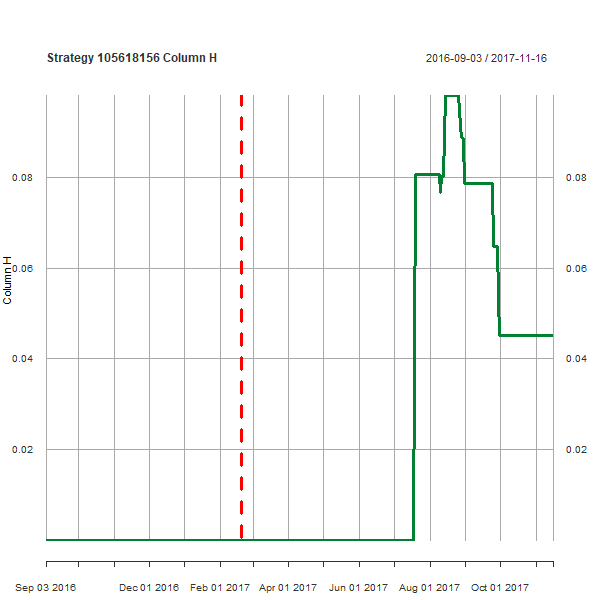 Strategy 105618156 Column H
2016-09-03 / 2017-11-16
Column H
0.08
0.06
0.04
0.02
0.08
0.06
0.04
0.02
Sep 03 2016
Dec 01 2016
Feb 01 2017
Apr 01 2017
Jun 01 2017
Aug 01 2017
Oct 01 2017